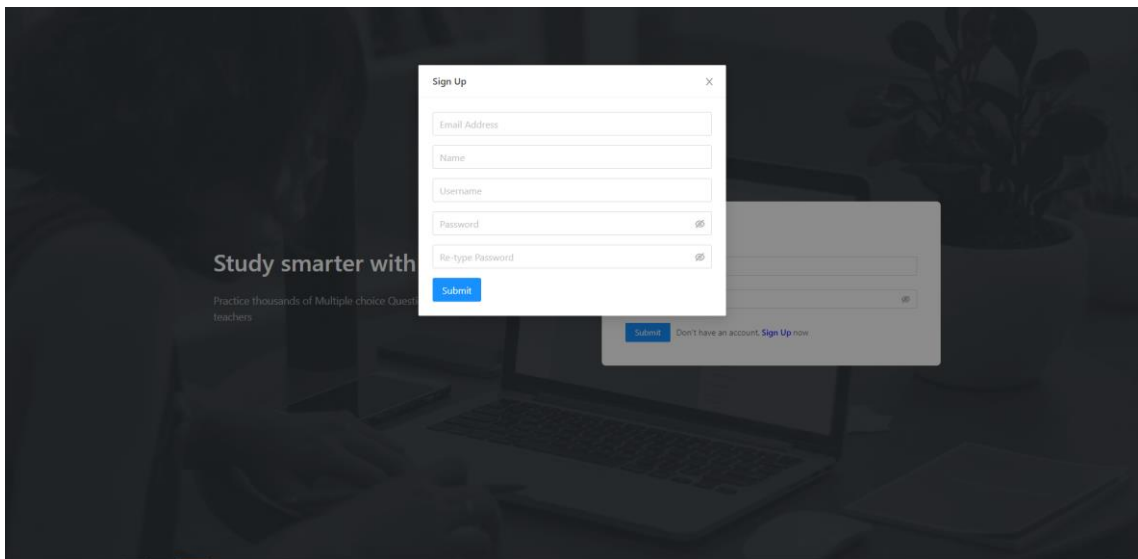 Sign Up
Email Address
Name
Username
Password
Re-type Password
Submit
Study smarter with
Practice thousands of Multiple choice Questi
teachers
Submit Don't have an account. Sign Up now